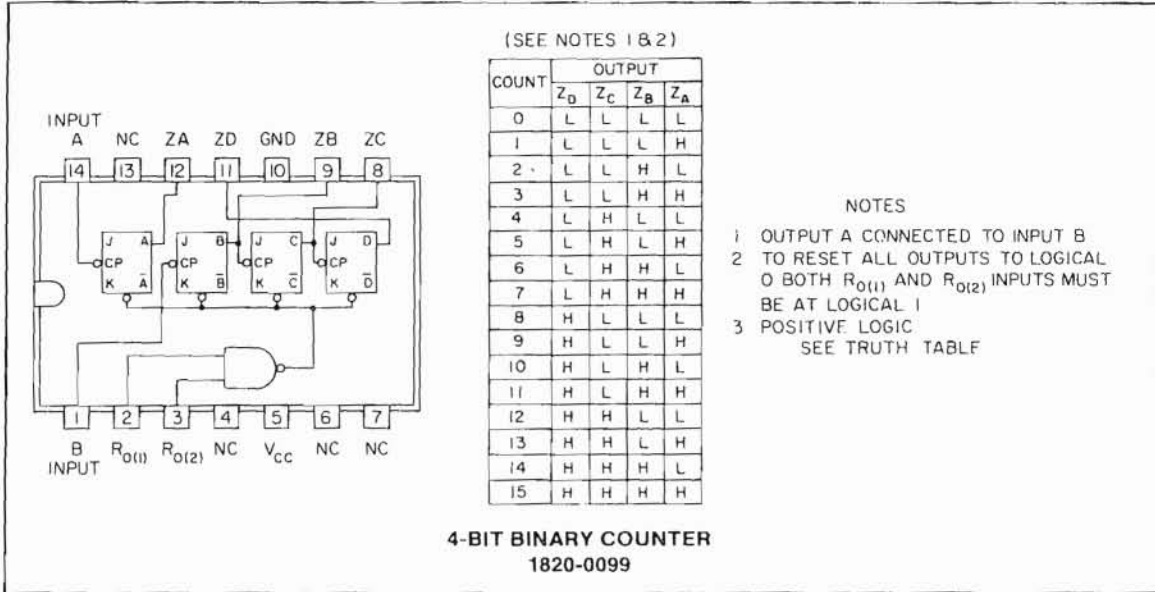 (SEE NOTES 1 & 2)
COUNT OUTPUT
ZD ZC ZB ZA
0 L L L L
1 L L L H
2 L L H L
3 L L H H
4 L H L L
5 L H L H
6 L H H L
7 L H H H
8 H L L L
9 H L L H
10 H L H L
11 H L H H
12 H H L L
13 H H L H
14 H H H L
15 H H H H
INPUT
A NC ZA ZD GND ZB ZC
14 13 12 11 10 9 8
J A J B J C J D
CP CP CP CP
K A̅ K B̅ K C̅ K D̅
1 2 3 4 5 6 7
B R0(1) R0(2) NC VCC NC NC
INPUT
NOTES
1 OUTPUT A CONNECTED TO INPUT B
2 TO RESET ALL OUTPUTS TO LOGICAL
0 BOTH R0(1) AND R0(2) INPUTS MUST
BE AT LOGICAL 1
3 POSITIVE LOGIC
SEE TRUTH TABLE
4-BIT BINARY COUNTER
1820-0099